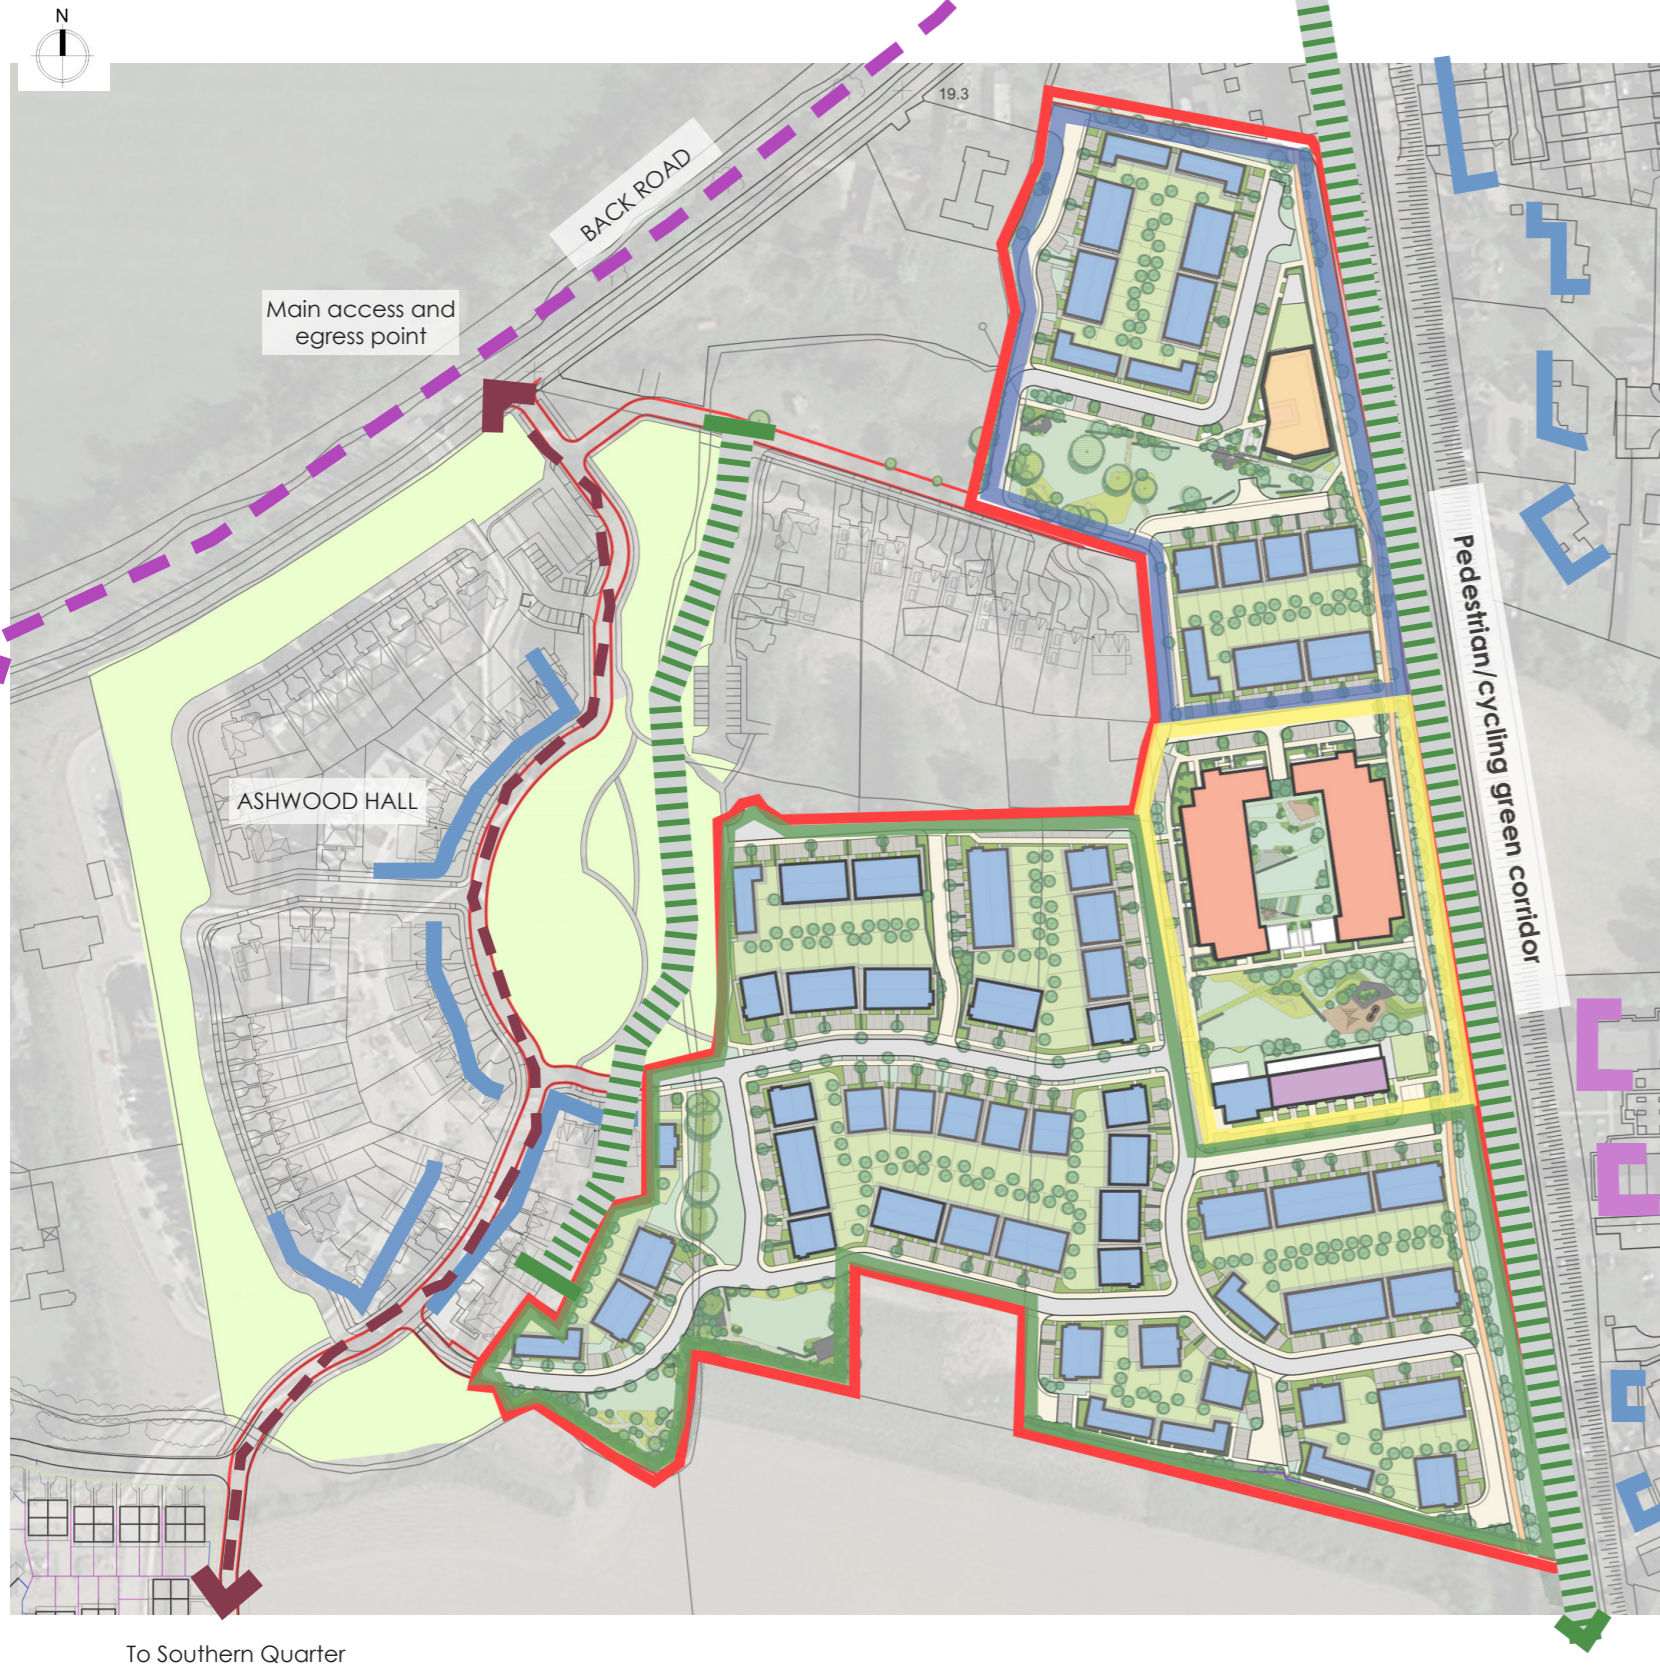 N
19.3
BACK ROAD
Main access and
egress point
ASHWOOD HALL
Pedestrian/cycling green corridor
To Southern Quarter